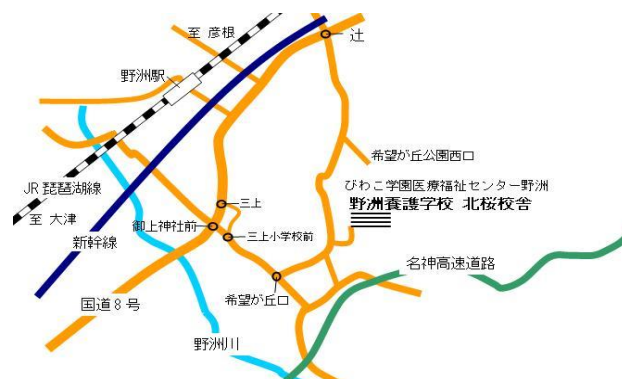 至 彦根
辻
野洲駅
希望が丘公園西口
びわこ学園医療福祉センター野洲
野洲養護学校 北桜校舎
JR 琵琶湖線
至 大津
三上
御上神社前
三上小学校前
新幹線
名神高速道路
国道8号
希望が丘口
野洲川